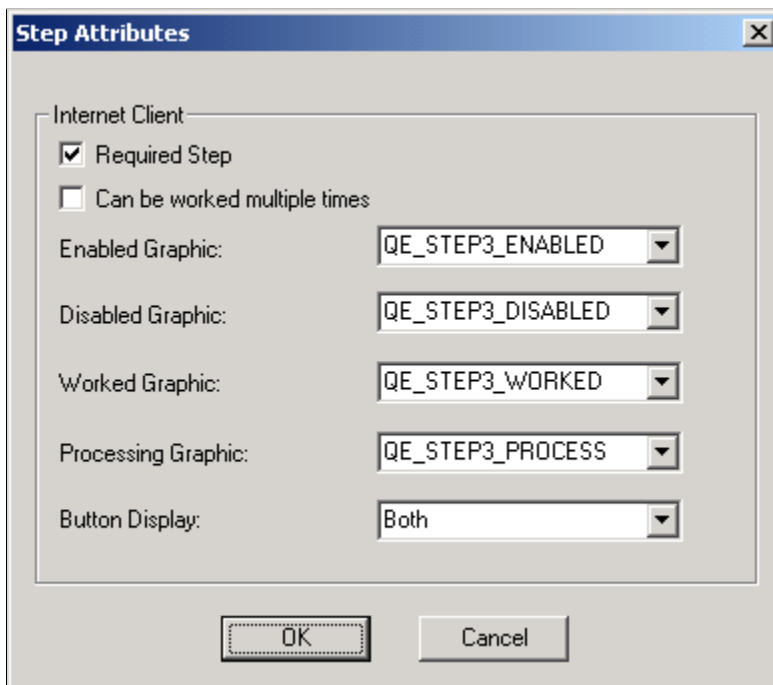 Step Attributes
Internet Client
Required Step
Can be worked multiple times
Enabled Graphic: QE_STEP3_ENABLED
Disabled Graphic: QE_STEP3_DISABLED
Worked Graphic: QE_STEP3_WORKED
Processing Graphic: QE_STEP3_PROCESS
Button Display: Both
OK Cancel